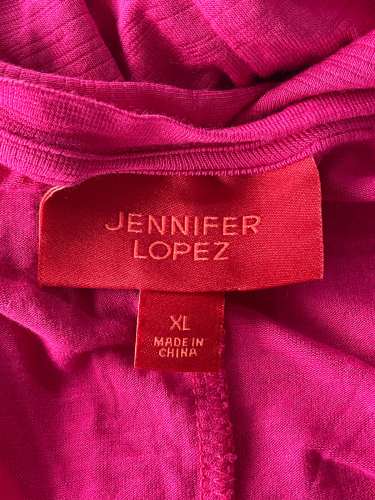 JENNIFER
LOPEZ
XL
MADE IN
CHINA